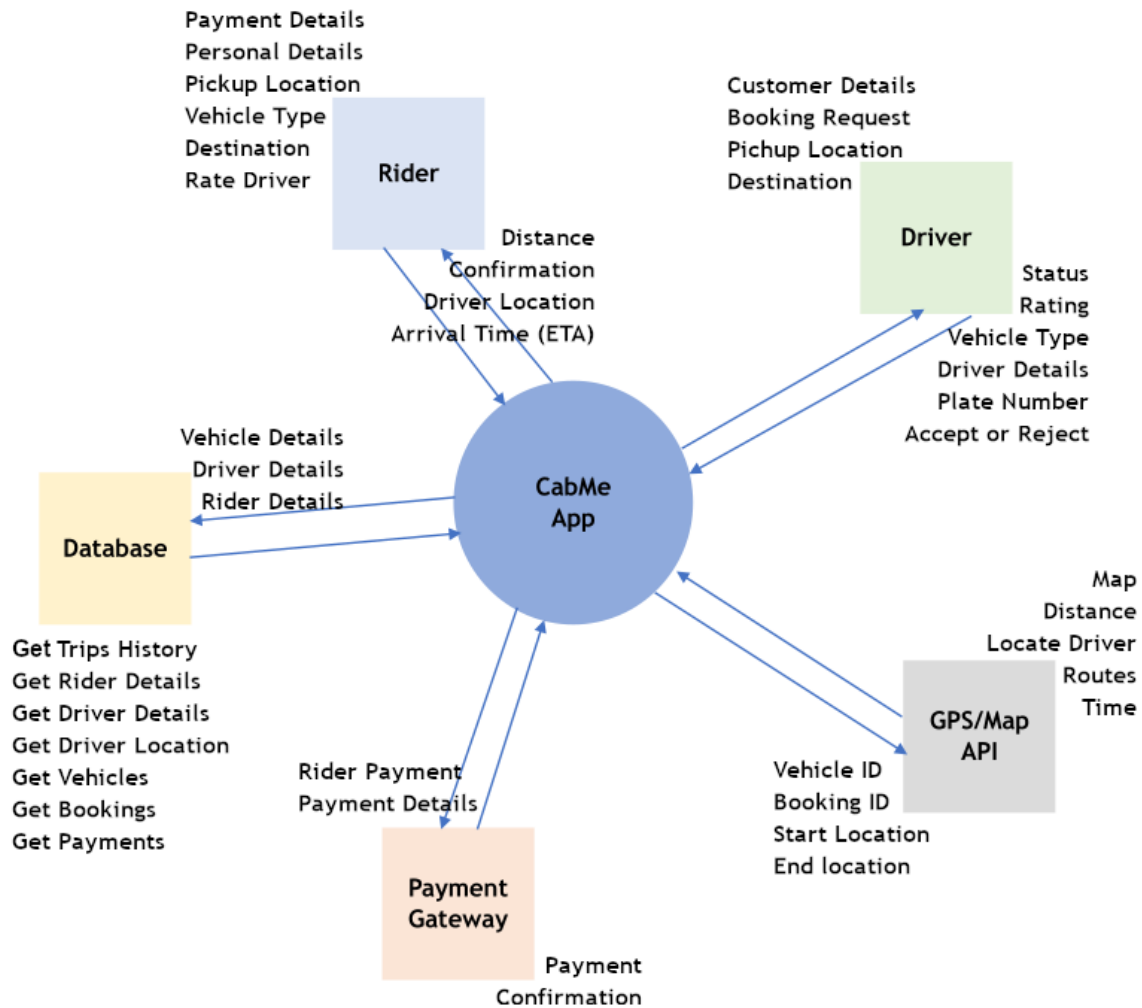 Payment Details
Personal Details
Pickup Location
Vehicle Type
Destination
Rate Driver
Rider
Customer Details
Booking Request
Pichup Location
Destination
Driver
Distance
Confirmation
Driver Location
Arrival Time (ETA)
Status
Rating
Vehicle Type
Driver Details
Plate Number
Accept or Reject
Vehicle Details
Driver Details
Rider Details
Database
CabMe
App
Get Trips History
Get Rider Details
Get Driver Details
Get Driver Location
Get Vehicles
Get Bookings
Get Payments
Map
Distance
Locate Driver
Routes
Time
GPS/Map
API
Vehicle ID
Booking ID
Start Location
End location
Rider Payment
Payment Details
Payment
Gateway
Payment
Confirmation